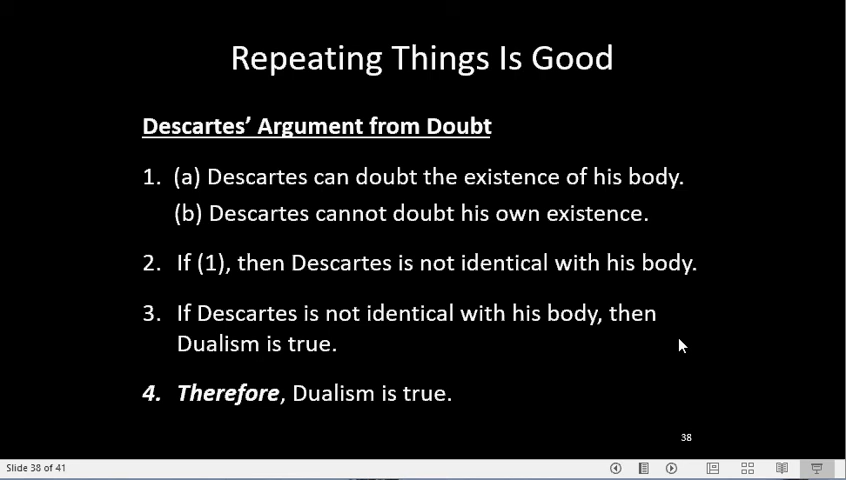 Repeating Things Is Good
Descartes’ Argument from Doubt
1. (a) Descartes can doubt the existence of his body.
(b) Descartes cannot doubt his own existence.
2. If (1), then Descartes is not identical with his body.
3. If Descartes is not identical with his body, then
Dualism is true.
4. Therefore, Dualism is true.
38
Slide 38 of 41